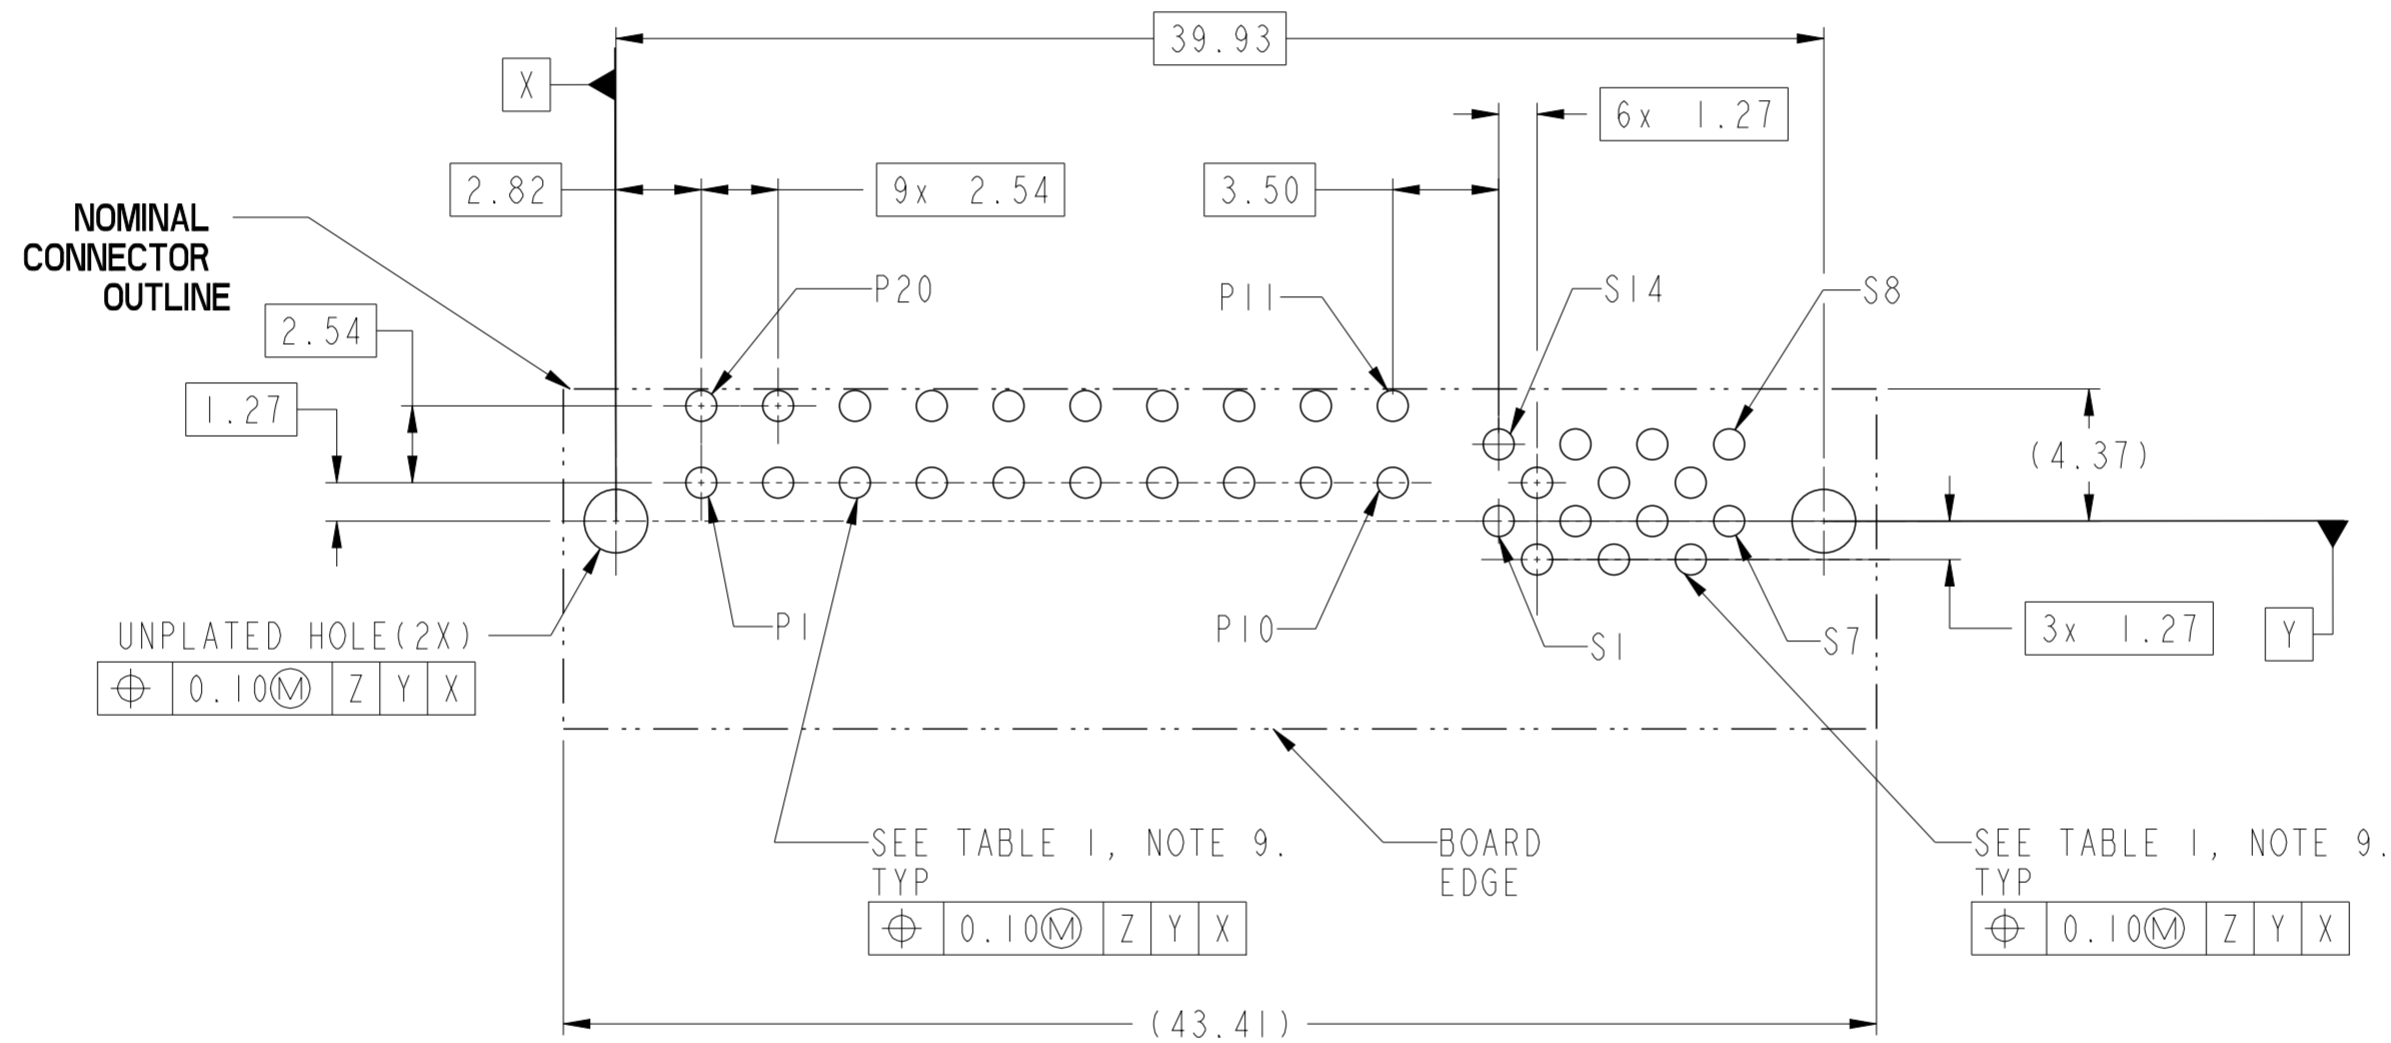 39.93
X
6x 1.27
2.82
9x 2.54
3.50
NOMINAL
CONNECTOR
OUTLINE
P20
P11
S14
S8
2.54
1.27
(4.37)
UNPLATED HOLE(2X)
⌖ 0.10Ⓜ Z Y X
P1
P10
S1
S7
3x 1.27
Y
SEE TABLE 1, NOTE 9.
TYP
⌖ 0.10Ⓜ Z Y X
BOARD
EDGE
SEE TABLE 1, NOTE 9.
TYP
⌖ 0.10Ⓜ Z Y X
(43.41)